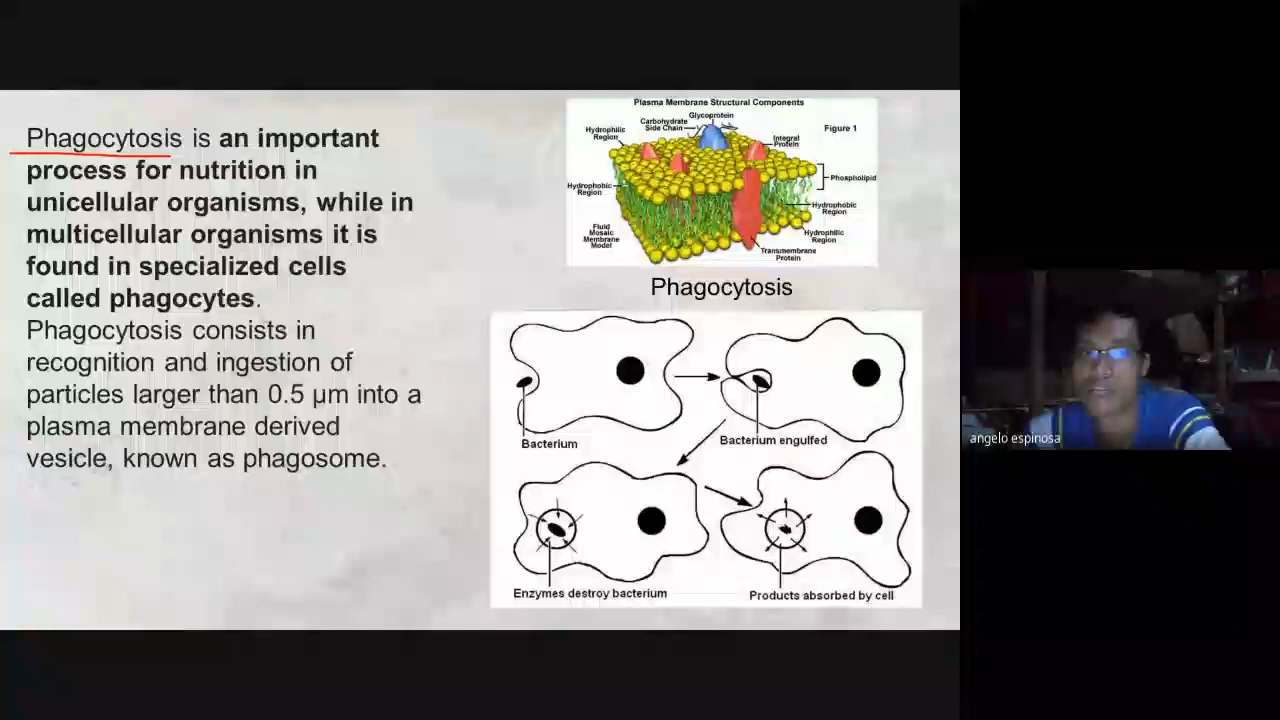 Phagocytosis is an important
process for nutrition in
unicellular organisms, while in
multicellular organisms it is
found in specialized cells
called phagocytes.
Phagocytosis consists in
recognition and ingestion of
particles larger than 0.5 µm into a
plasma membrane derived
vesicle, known as phagosome.
Plasma Membrane Structural Components
Glycoprotein
Carbohydrate
Side Chain
Figure 1
Hydrophilic
Region
Integral
Protein
Phospholipid
Hydrophobic
Region
Hydrophobic
Region
Fluid
Mosaic
Membrane
Model
Hydrophilic
Region
Transmembrane
Protein
Phagocytosis
Bacterium
Bacterium engulfed
Enzymes destroy bacterium
Products absorbed by cell
angelo espinosa